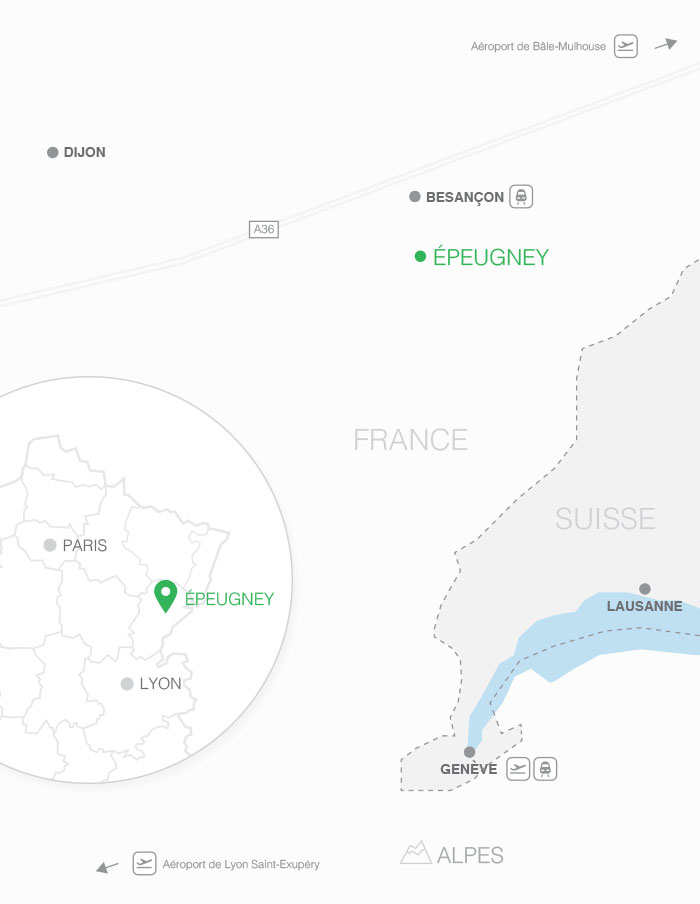 Aéroport de Bâle-Mulhouse
DIJON
BESANÇON
A36
ÉPEUGNEY
FRANCE
SUISSE
PARIS
ÉPEUGNEY
LAUSANNE
LYON
GENÈVE
ALPES
Aéroport de Lyon Saint-Exupéry